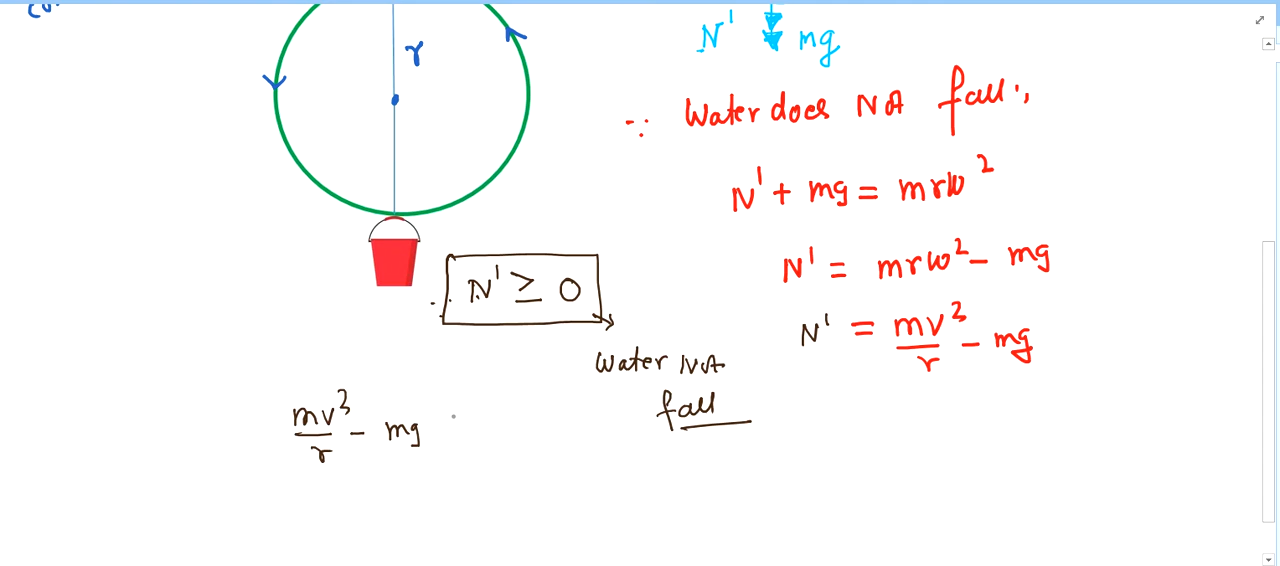 r
N' mg
∵ Water does Not fall,
N' + mg = mrω²
N' = mrω² - mg
N' ≥ 0
N' = mv²/r - mg
Water Not
fall
mv²/r - mg